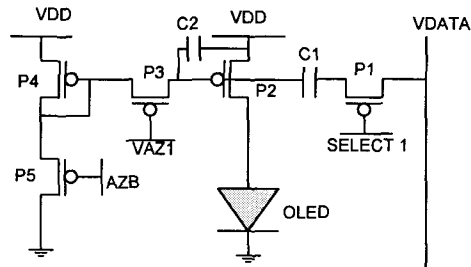 VDD
C2
VDD
VDATA
P4
P3
C1
P1
P2
VAZ1
SELECT 1
P5
AZB
OLED